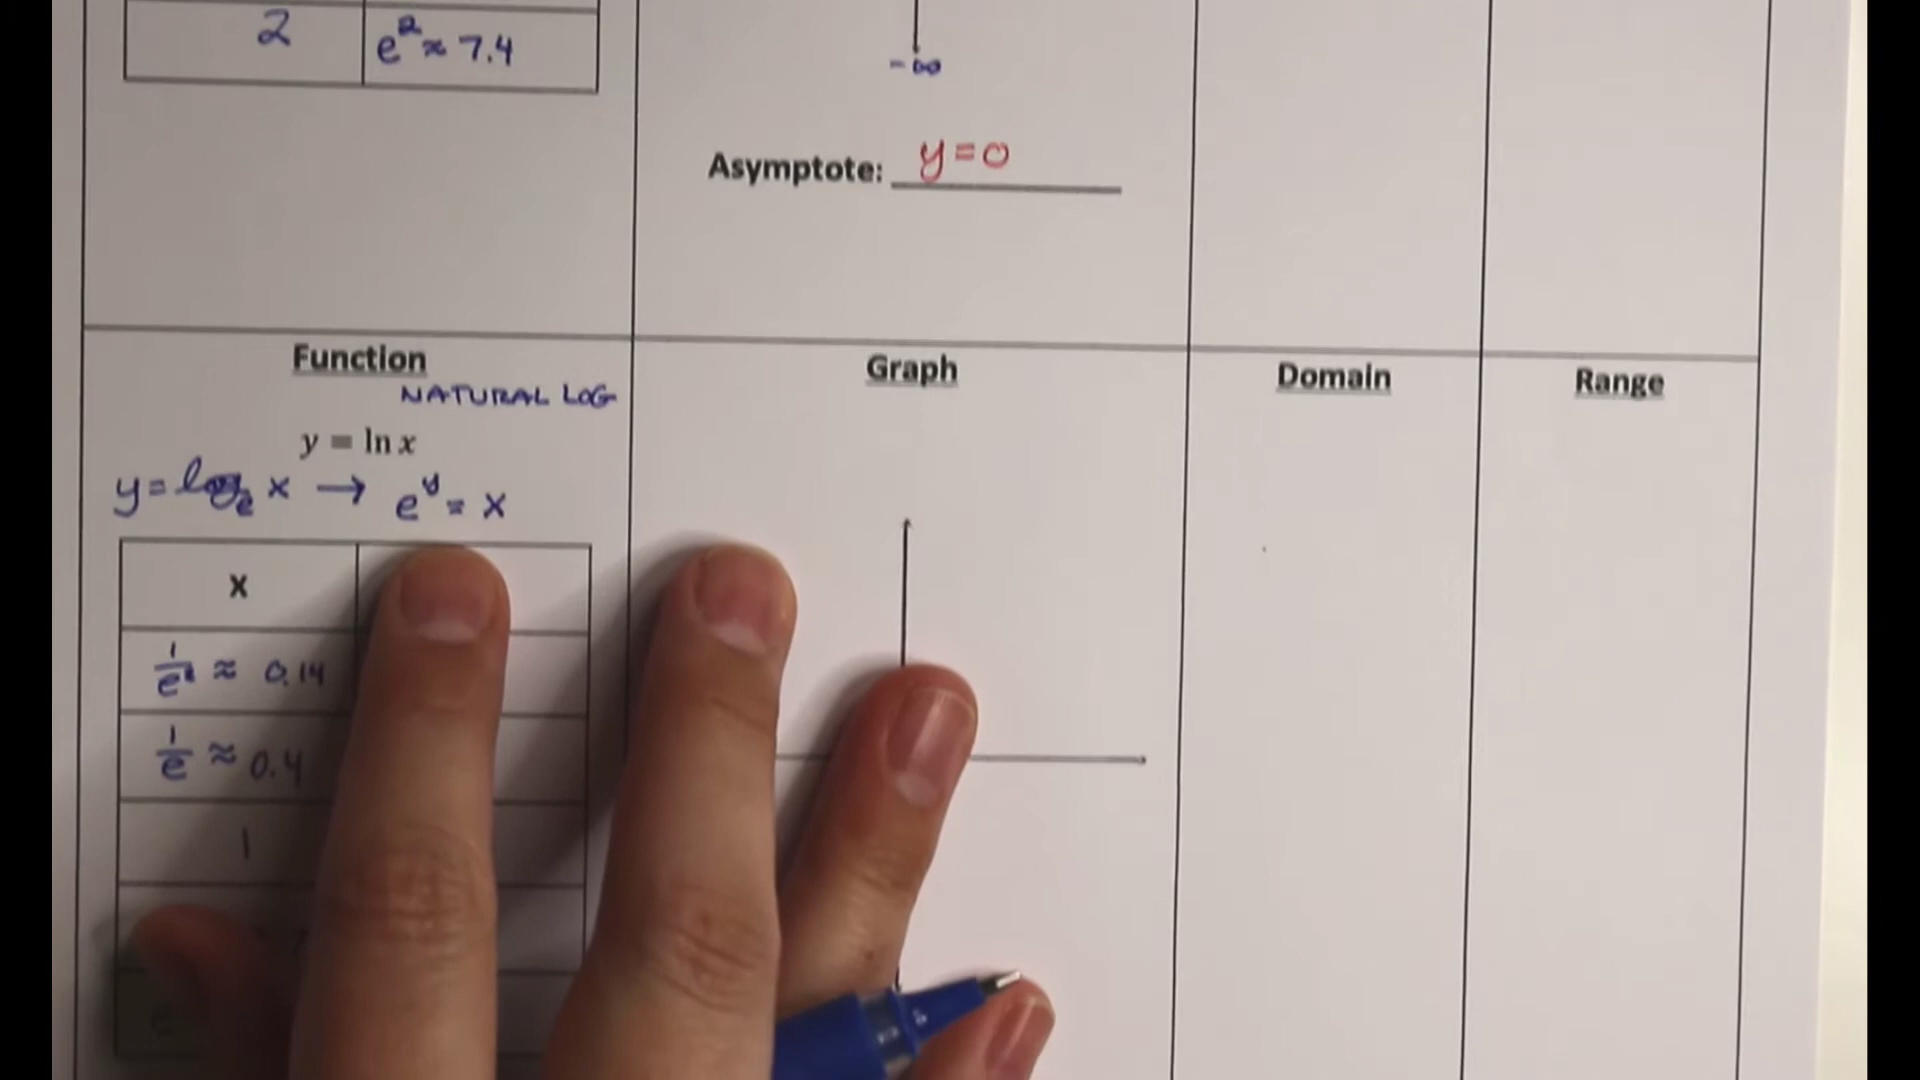 2 e² ≈ 7.4
-∞
Asymptote: y=0
Function
NATURAL LOG
y = ln x
y = logₑ x → e^y = x
x
1/e² ≈ 0.14
1/e ≈ 0.4
1
Graph
Domain
Range